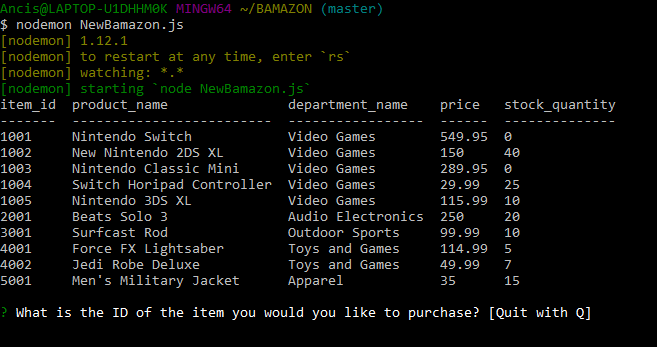 Ancis@LAPTOP-U1DHHM0K MINGW64 ~/BAMAZON (master)
$ nodemon NewBamazon.js
[nodemon] 1.12.1
[nodemon] to restart at any time, enter `rs`
[nodemon] watching: *.*
[nodemon] starting `node NewBamazon.js`
item_id  product_name               department_name    price   stock_quantity
-------  -------------------------  -----------------  ------  --------------
1001     Nintendo Switch            Video Games        549.95  0
1002     New Nintendo 2DS XL        Video Games        150     40
1003     Nintendo Classic Mini      Video Games        289.95  0
1004     Switch Horipad Controller  Video Games        29.99   25
1005     Nintendo 3DS XL            Video Games        115.99  10
2001     Beats Solo 3               Audio Electronics  250     20
3001     Surfcast Rod               Outdoor Sports     99.99   10
4001     Force FX Lightsaber        Toys and Games     114.99  5
4002     Jedi Robe Deluxe           Toys and Games     49.99   7
5001     Men's Military Jacket      Apparel            35      15
? What is the ID of the item you would you like to purchase? [Quit with Q]